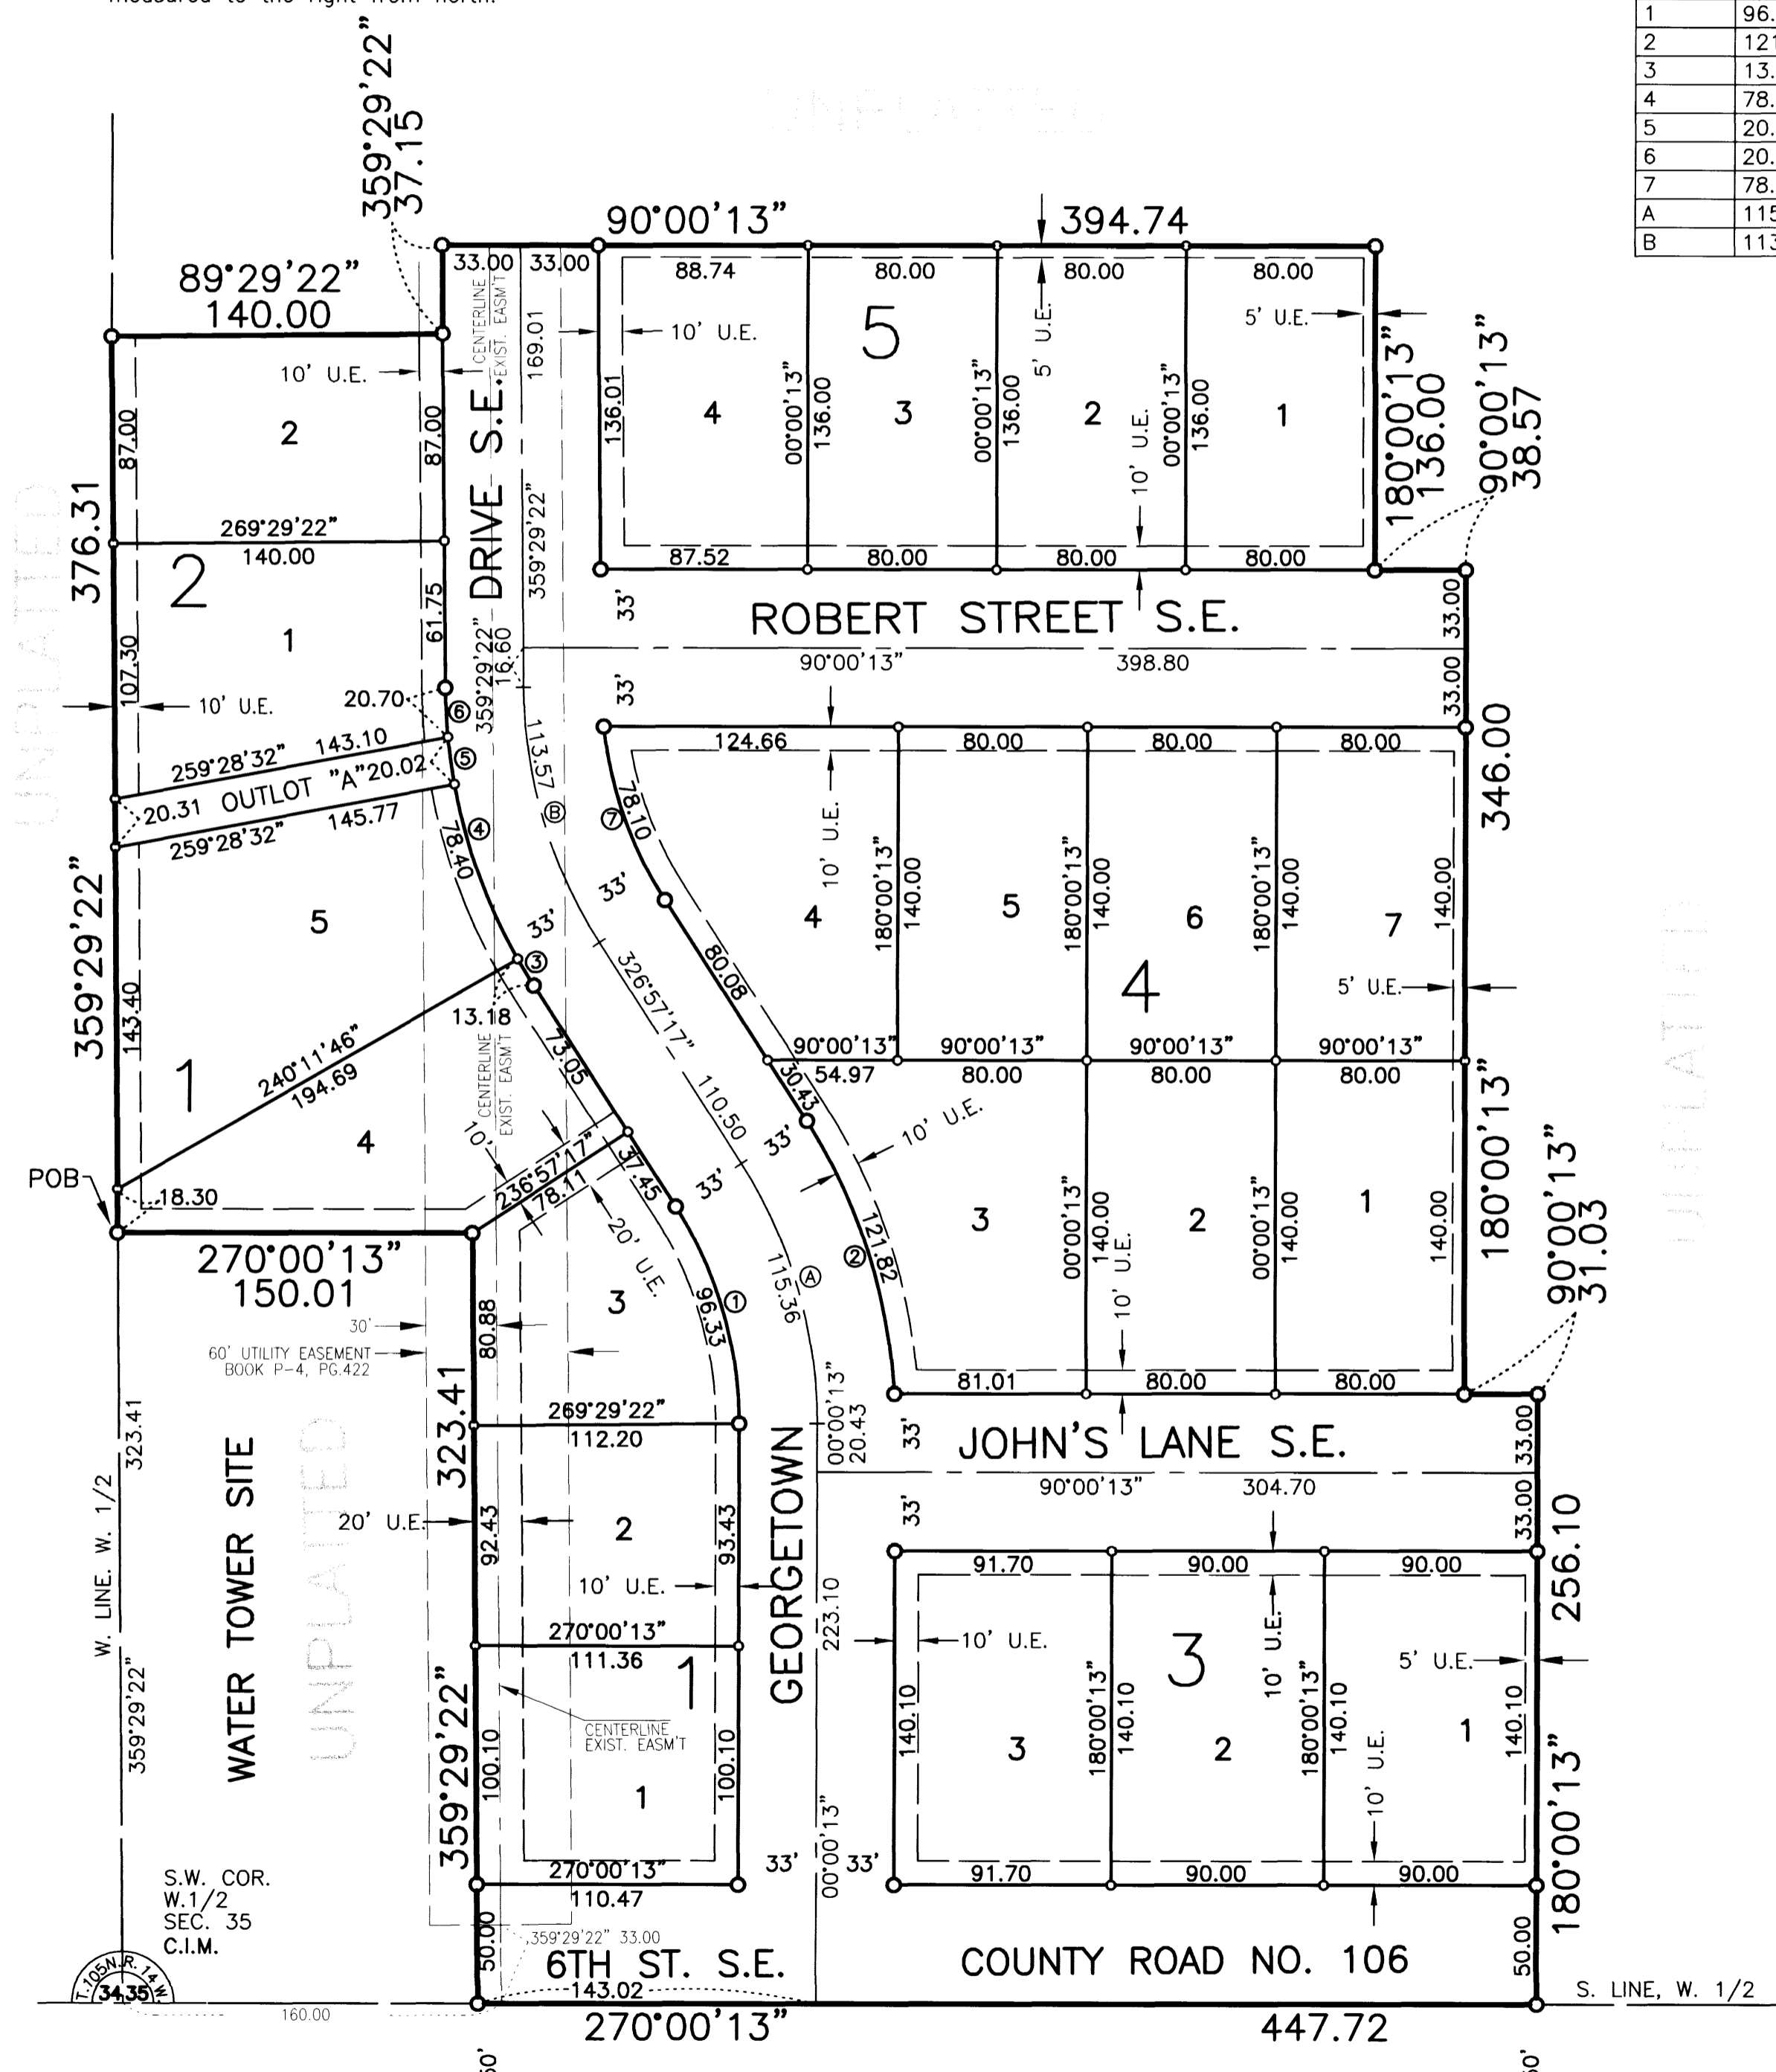 measured to the right from north.
1 96.
2 121
3 13.
4 78.
5 20.
6 20.
7 78.
A 115
B 113
UNPLATTED
359°29'22"
37.15
90°00'13" 394.74
89°29'22"
140.00
33.00 33.00
88.74 80.00 80.00 80.00
CENTERLINE
EXIST. EASM'T
169.01
10' U.E.
10' U.E.
5
5' U.E.
5' U.E.
180°00'13"
136.00
90°00'13"
38.57
87.00
2
87.00
136.01
4
00°00'13"
136.00
3
00°00'13"
136.00
2
10' U.E.
00°00'13"
136.00
1
376.31
269°29'22"
140.00
2
DRIVE S.E.
359°29'22"
87.52 80.00 80.00 80.00
UNPLATTED
1
61.75
33'
ROBERT STREET S.E.
33.00
359°29'22"
16.60
90°00'13" 398.80
33'
33.00
107.30
10' U.E.
20.70
6
124.66 80.00 80.00 80.00
346.00
259°28'32" 143.10
OUTLOT "A" 20.02
5
20.31
259°28'32" 145.77
113.57
B
78.40
4
7
78.10
10' U.E.
180°00'13"
140.00
180°00'13"
140.00
180°00'13"
140.00
140.00
33'
4
5
6
7
5
33'
359°29'22"
143.40
3
13.18
326°57'17"
80.08
4
5' U.E.
UNPLATTED
240°11'46"
194.69
1
CENTERLINE
EXIST. EASM'T
73.05
90°00'13" 90°00'13" 90°00'13" 90°00'13"
54.97 80.00 80.00 80.00
110.50
30.43
10' U.E.
4
10'
236°57'17"
78.11
37.45
33'
33'
POB
18.30
20' U.E.
180°00'13"
90°00'13"
31.03
3
00°00'13"
140.00
2
10' U.E.
00°00'13"
140.00
1
140.00
270°00'13"
150.01
121.82
2
115.36
A
96.33
1
3
80.88
30'
60' UTILITY EASEMENT
BOOK P-4, PG.422
81.01 80.00 80.00
323.41
323.41
269°29'22"
112.20
00°00'13"
20.43
33'
JOHN'S LANE S.E.
33.00
90°00'13" 304.70
W. LINE. W. 1/2
WATER TOWER SITE
UNPLATTED
20' U.E.
92.43
2
93.43
GEORGETOWN
33'
33.00
256.10
91.70 90.00 90.00
10' U.E.
223.10
10' U.E.
10' U.E.
5' U.E.
3
270°00'13"
111.36
1
359°29'22"
359°29'22"
CENTERLINE
EXIST. EASM'T
100.10
1
100.10
140.10
3
180°00'13"
140.10
2
180°00'13"
140.10
10' U.E.
1
140.10
180°00'13"
00°00'13"
270°00'13"
110.47
33' 33'
91.70 90.00 90.00
S.W. COR.
W.1/2
SEC. 35
C.I.M.
359°29'22" 33.00
50.00
6TH ST. S.E. COUNTY ROAD NO. 106
50.00
T.105N.R. 14 W.
34 35
160.00
143.02
S. LINE, W. 1/2
270°00'13" 447.72